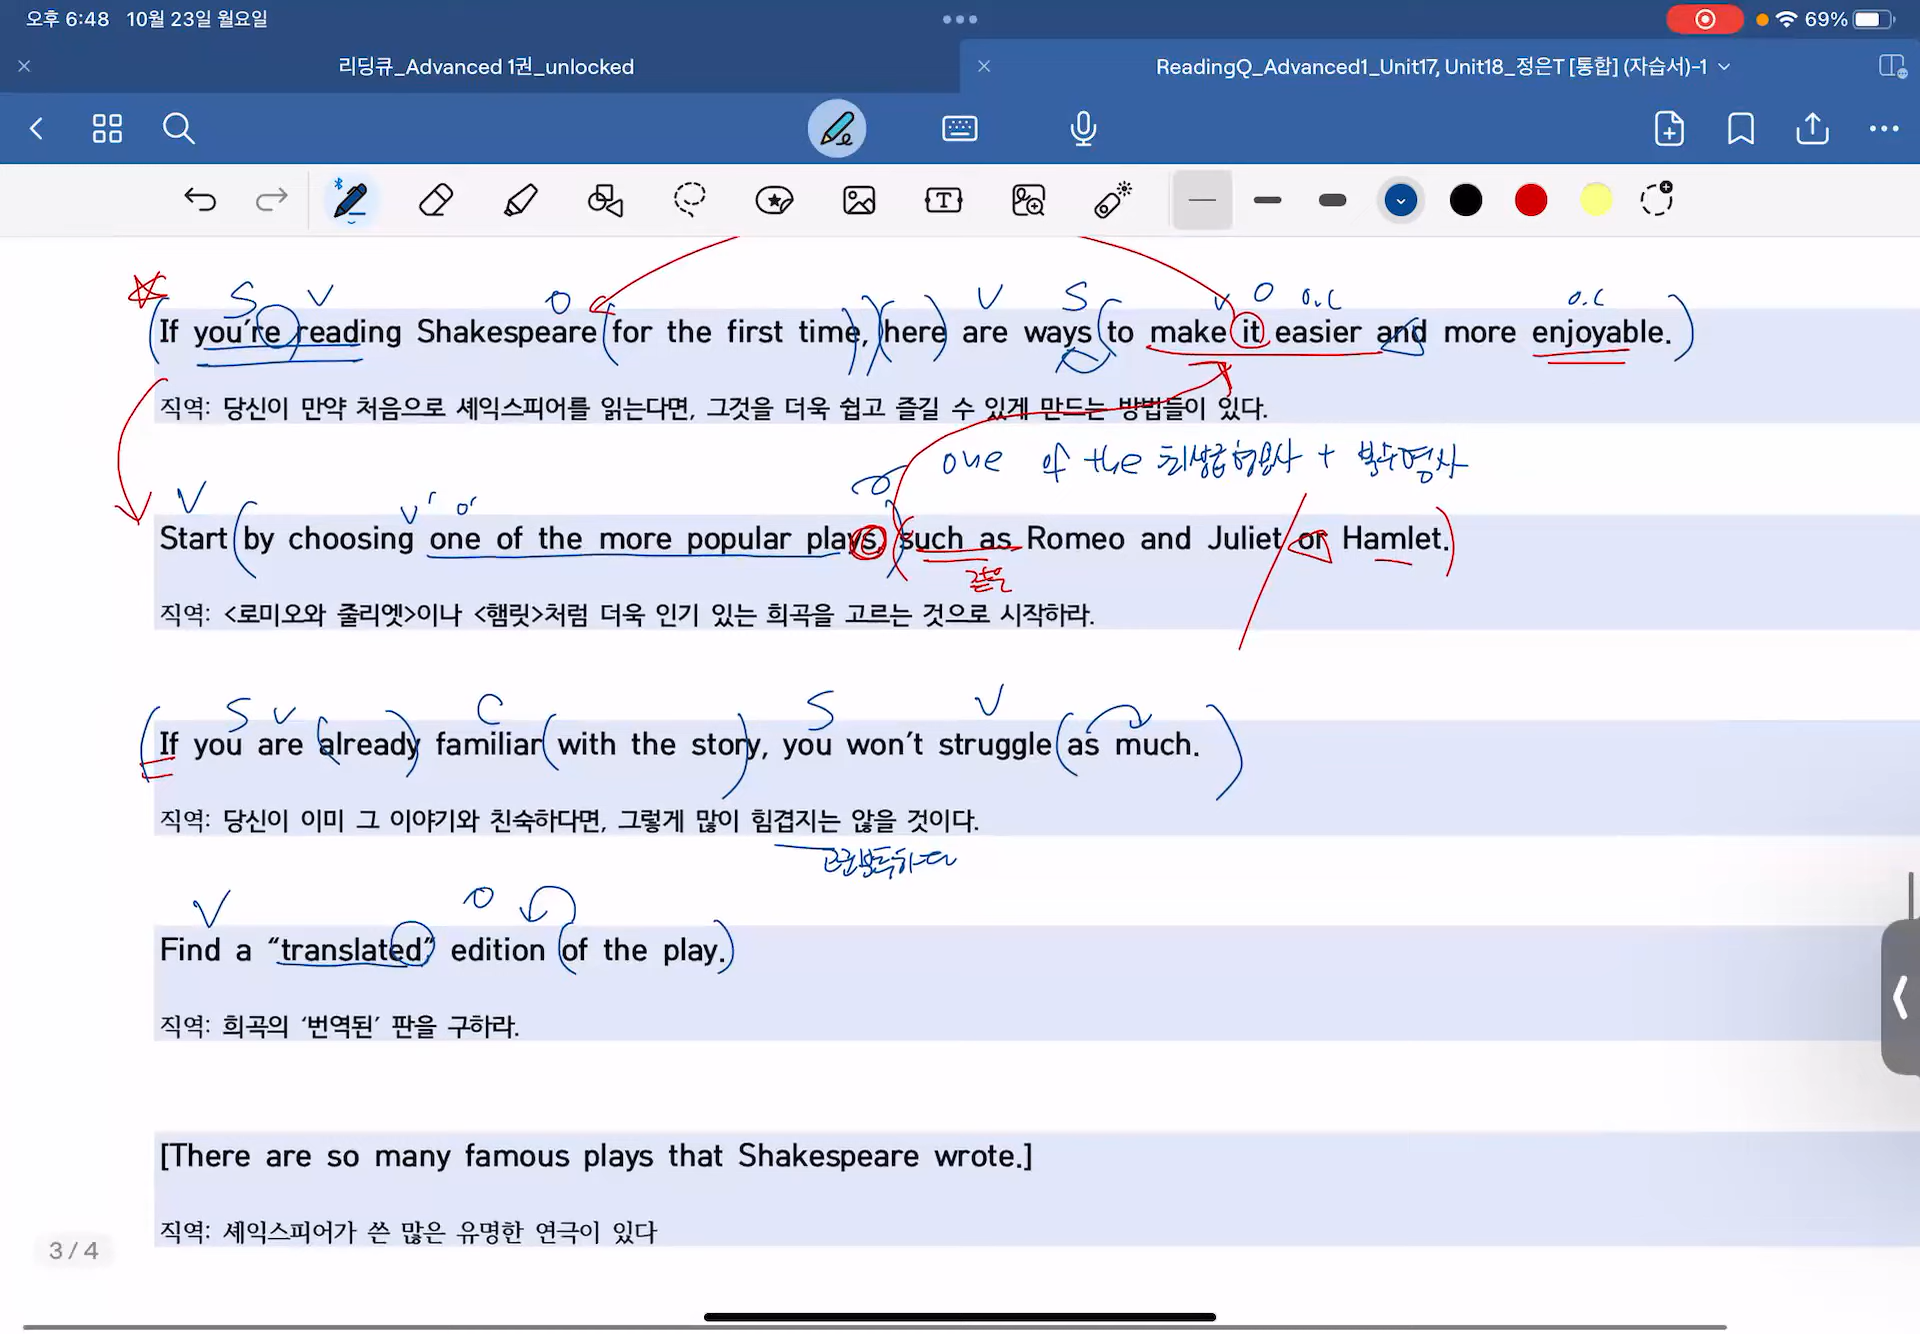 오후 6:48 10월 23일 월요일
69%
리딩큐_Advanced 1권_unlocked
ReadingQ_Advanced1_Unit17, Unit18_정은T [통합] (자습서)-1
S V O V S V O O.C O.C
If you're reading Shakespeare for the first time, here are ways to make it easier and more enjoyable.
직역: 당신이 만약 처음으로 셰익스피어를 읽는다면, 그것을 더욱 쉽고 즐길 수 있게 만드는 방법들이 있다.
one of the 최상급형용사 + 복수명사
V V' O'
Start by choosing one of the more popular plays, such as Romeo and Juliet or Hamlet.
같은
직역: <로미오와 줄리엣>이나 <햄릿>처럼 더욱 인기 있는 희곡을 고르는 것으로 시작하라.
S V C S V
If you are already familiar with the story, you won't struggle as much.
직역: 당신이 이미 그 이야기와 친숙하다면, 그렇게 많이 힘겹지는 않을 것이다.
V O
Find a “translated” edition of the play.
직역: 희곡의 ‘번역된’ 판을 구하라.
[There are so many famous plays that Shakespeare wrote.]
직역: 셰익스피어가 쓴 많은 유명한 연극이 있다
3 / 4